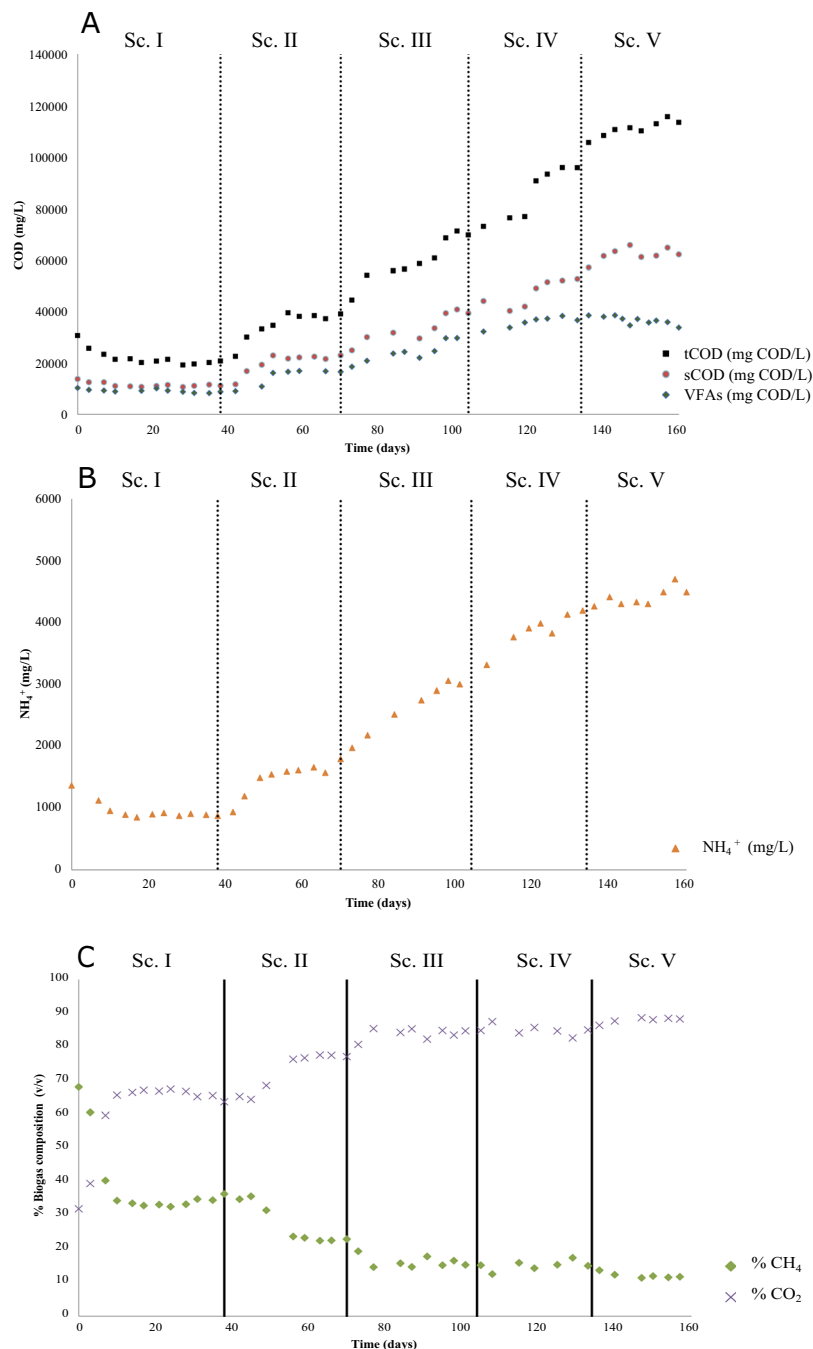 A
Sc. I Sc. II Sc. III Sc. IV Sc. V
140000
120000
100000
80000
60000
40000
20000
0
COD (mg/L)
0 20 40 60 80 100 120 140 160
Time (days)
tCOD (mg COD/L)
sCOD (mg COD/L)
VFAs (mg COD/L)
B
Sc. I Sc. II Sc. III Sc. IV Sc. V
6000
5000
4000
3000
2000
1000
0
NH₄⁺ (mg/L)
0 20 40 60 80 100 120 140 160
Time (days)
NH₄⁺ (mg/L)
C
Sc. I Sc. II Sc. III Sc. IV Sc. V
100
90
80
70
60
50
40
30
20
10
0
% Biogas composition (v/v)
0 20 40 60 80 100 120 140 160
Time (days)
% CH₄
% CO₂